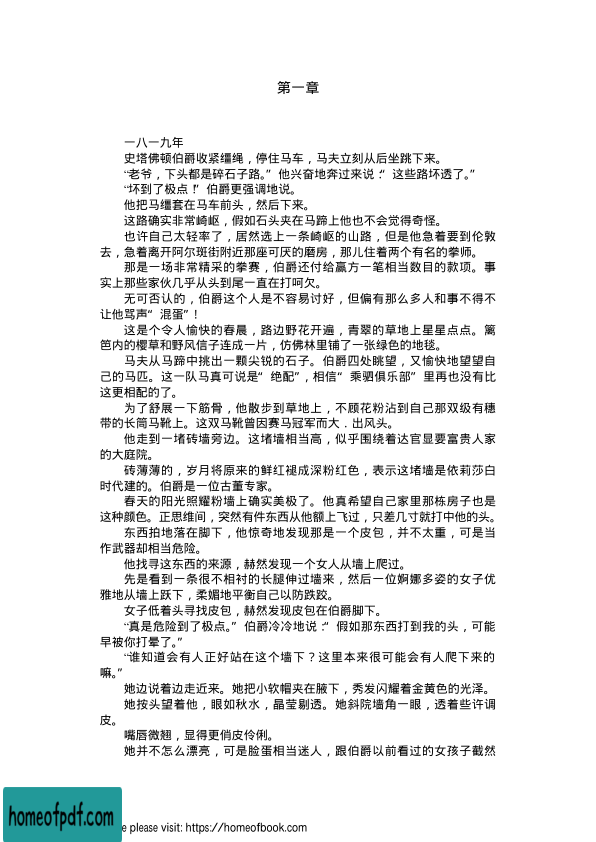 第一章
一八一九年
史塔佛顿伯爵收紧缰绳，停住马车，马夫立刻从后坐跳下来。
“老爷，下头都是碎石子路。”他兴奋地奔过来说：“这些路坏透了。”
“坏到了极点！”伯爵更强调地说。
他把马缰套在马车前头，然后下来。
这路确实非常崎岖，假如石头夹在马蹄上他也不会觉得奇怪。
也许自己太轻率了，居然选上一条崎岖的山路，但是他急着要到伦敦
去，急着离开阿尔斑街附近那座可厌的磨房，那儿住着两个有名的拳师。
那是一场非常精采的拳赛，伯爵还付给赢方一笔相当数目的款项。事
实上那些家伙几乎从头到尾一直在打呵欠。
无可否认的，伯爵这个人是不容易讨好，但偏有那么多人和事不得不
让他骂声“混蛋”！
这是个令人愉快的春晨，路边野花开遍，青翠的草地上星星点点。篱
笆内的樱草和野风信子连成一片，仿佛林里铺了一张绿色的地毯。
马夫从马蹄中挑出一颗尖锐的石子。伯爵四处眺望，又愉快地望望自
己的马匹。这一队马真可说是“绝配”，相信“乘驷俱乐部”里再也没有比
这更相配的了。
为了舒展一下筋骨，他散步到草地上，不顾花粉沾到自己那双级有穗
带的长筒马靴上。这双马靴曾因赛马冠军而大．出风头。
他走到一堵砖墙旁边。这堵墙相当高，似乎围绕着达官显要富贵人家
的大庭院。
砖薄薄的，岁月将原来的鲜红褪成深粉红色，表示这堵墙是依莉莎白
时代建的。伯爵是一位古董专家。
春天的阳光照耀粉墙上确实美极了。他真希望自己家里那栋房子也是
这种颜色。正思维间，突然有件东西从他额上飞过，只差几寸就打中他的头。
东西拍地落在脚下，他惊奇地发现那是一个皮包，并不太重，可是当
作武器却相当危险。
他找寻这东西的来源，赫然发现一个女人从墙上爬过。
先是看到一条很不相衬的长腿伸过墙来，然后一位婀娜多姿的女子优
雅地从墙上跃下，柔媚地平衡自己以防跌跤。
女子低着头寻找皮包，赫然发现皮包在伯爵脚下。
“真是危险到了极点。”伯爵冷冷地说：“假如那东西打到我的头，可能
早被你打晕了。”
“谁知道会有人正好站在这个墙下？这里本来很可能会有人爬下来的
嘛。”
她边说着边走近来。她把小软帽夹在腋下，秀发闪耀着金黄色的光泽。
她按头望着他，眼如秋水，晶莹剔透。她斜院墙角一眼，透着些许调
皮。
嘴唇微翘，显得更俏皮伶俐。
她并不怎么漂亮，可是脸蛋相当迷人，跟伯爵以前看过的女孩子截然
homeofpdf.com
e please visit: https://homeofbook.com